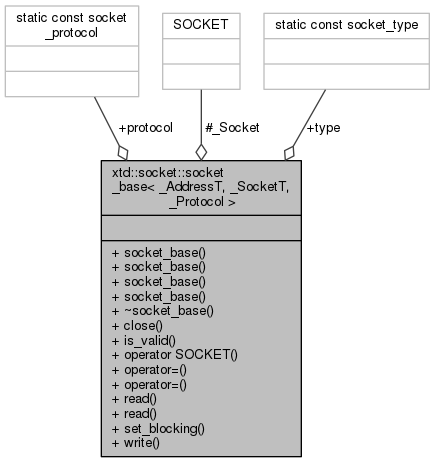 static const socket
_protocol
SOCKET
static const socket_type
+protocol
#_Socket
+type
xtd::socket::socket
_base< _AddressT, _SocketT,
_Protocol >
+ socket_base()
+ socket_base()
+ socket_base()
+ socket_base()
+ ~socket_base()
+ close()
+ is_valid()
+ operator SOCKET()
+ operator=()
+ operator=()
+ read()
+ read()
+ set_blocking()
+ write()